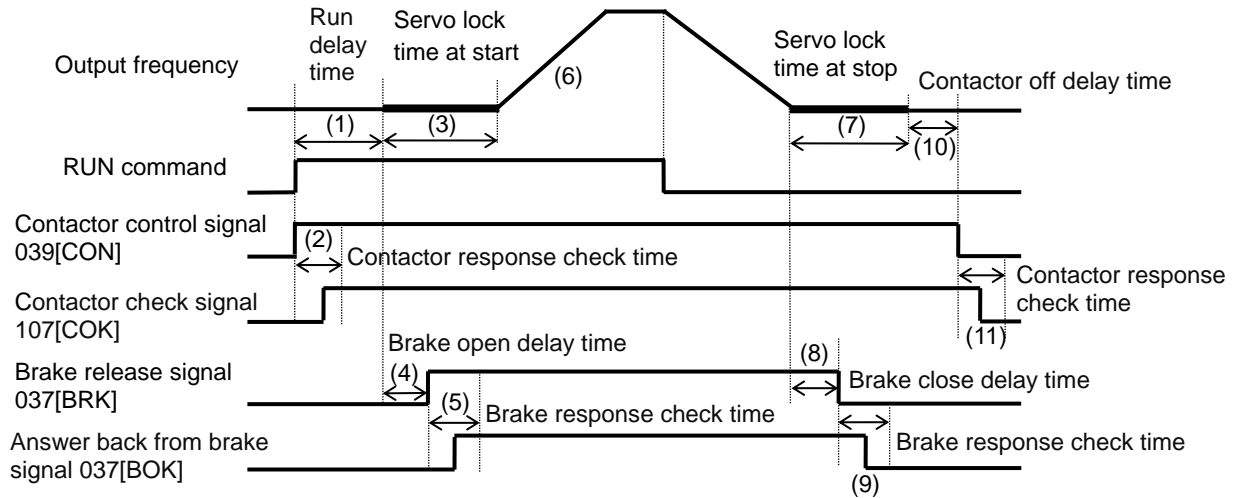 Run
delay
time
Servo lock
time at start
Output frequency
(6)
Servo lock
time at stop
Contactor off delay time
(1)
(3)
(7)
(10)
RUN command
Contactor control signal
039[CON]
(2)
Contactor response check time
Contactor response
check time
Contactor check signal
107[COK]
(11)
Brake open delay time
Brake release signal
037[BRK]
(4)
(8)
Brake close delay time
(5)
Brake response check time
Answer back from brake
signal 037[BOK]
Brake response check time
(9)